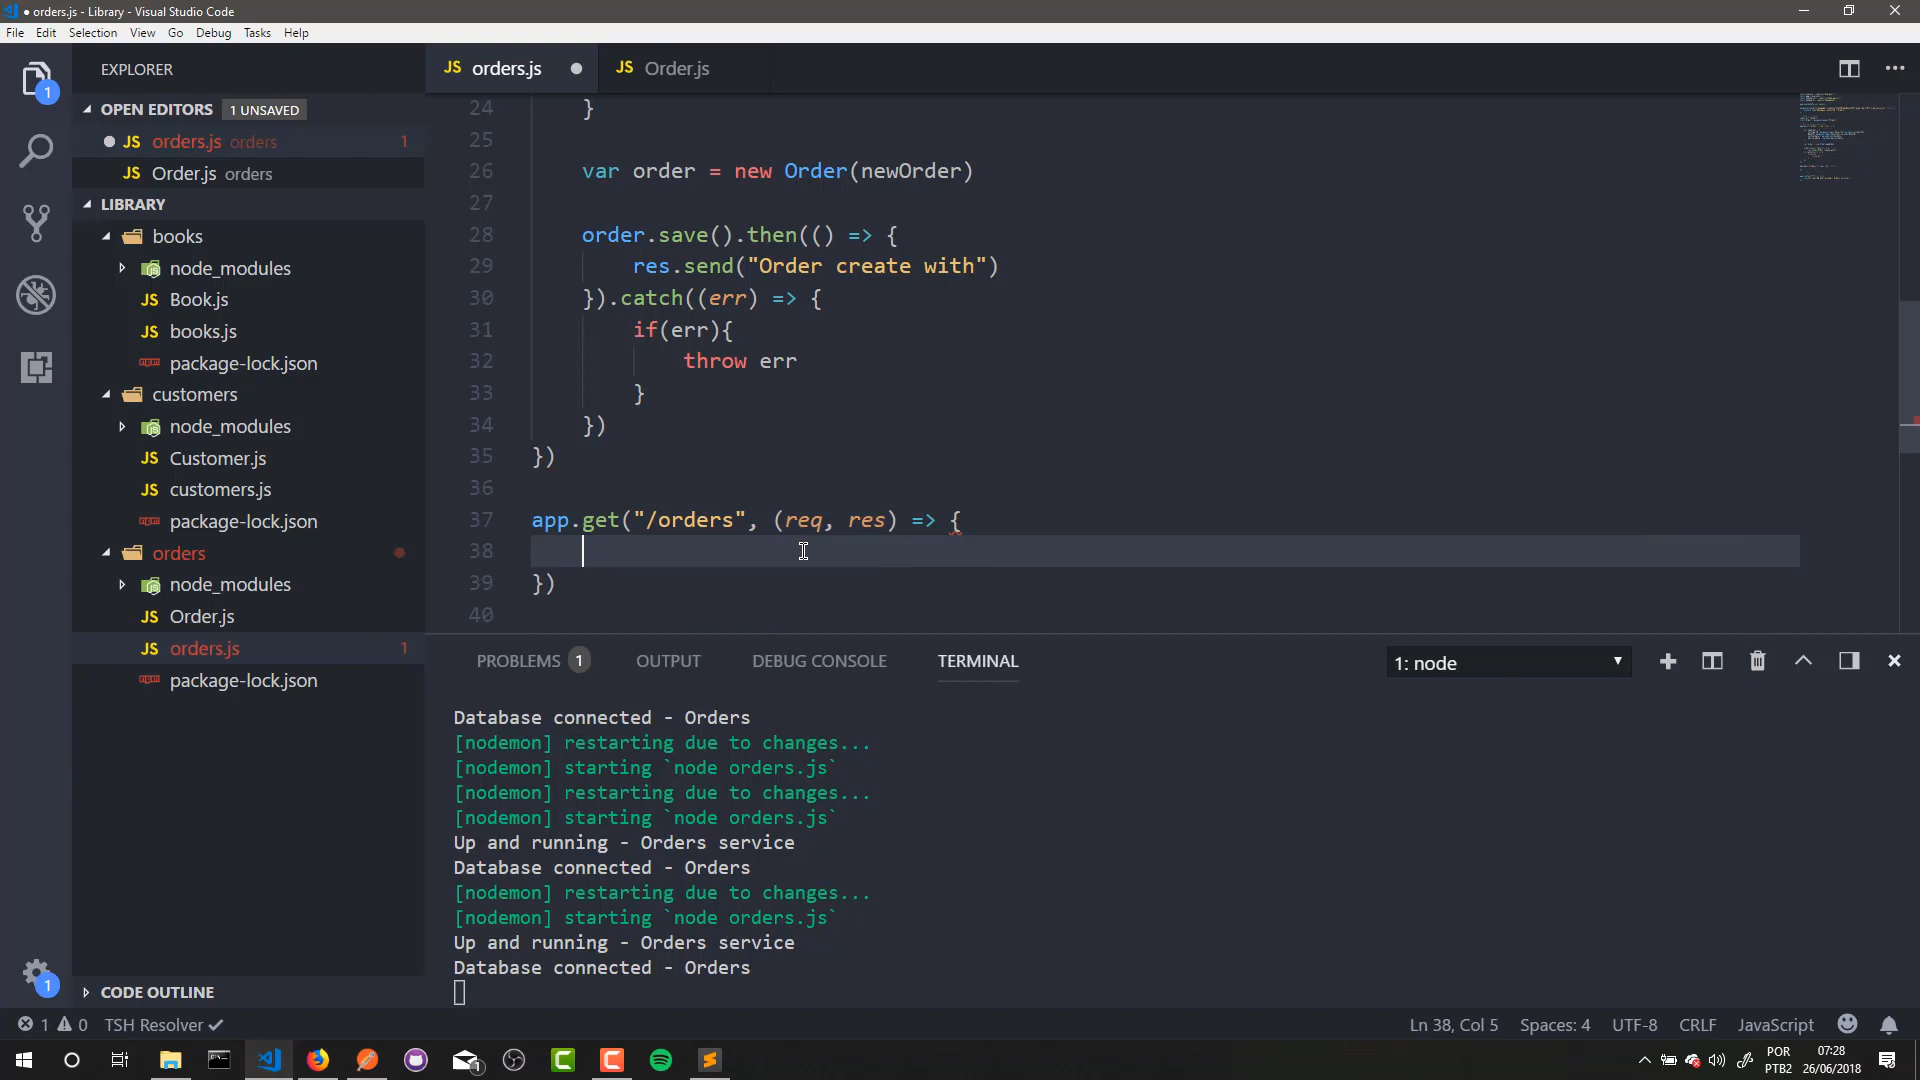 orders.js - Library - Visual Studio Code
File Edit Selection View Go Debug Tasks Help
1
EXPLORER
OPEN EDITORS 1 UNSAVED
JS orders.js orders 1
JS Order.js orders
LIBRARY
books
node_modules
JS Book.js
JS books.js
package-lock.json
customers
node_modules
JS Customer.js
JS customers.js
package-lock.json
orders
node_modules
JS Order.js
JS orders.js 1
package-lock.json
CODE OUTLINE
1
JS orders.js JS Order.js
24 }
25
26 var order = new Order(newOrder)
27
28 order.save().then(() => {
29 res.send("Order create with")
30 }).catch((err) => {
31 if(err){
32 throw err
33 }
34 })
35 })
36
37 app.get("/orders", (req, res) => {
38
39 })
40
PROBLEMS 1 OUTPUT DEBUG CONSOLE TERMINAL 1: node
Database connected - Orders
[nodemon] restarting due to changes...
[nodemon] starting `node orders.js`
[nodemon] restarting due to changes...
[nodemon] starting `node orders.js`
Up and running - Orders service
Database connected - Orders
[nodemon] restarting due to changes...
[nodemon] starting `node orders.js`
Up and running - Orders service
Database connected - Orders
1 0 TSH Resolver Ln 38, Col 5 Spaces: 4 UTF-8 CRLF JavaScript
POR
PTB2
07:28
26/06/2018